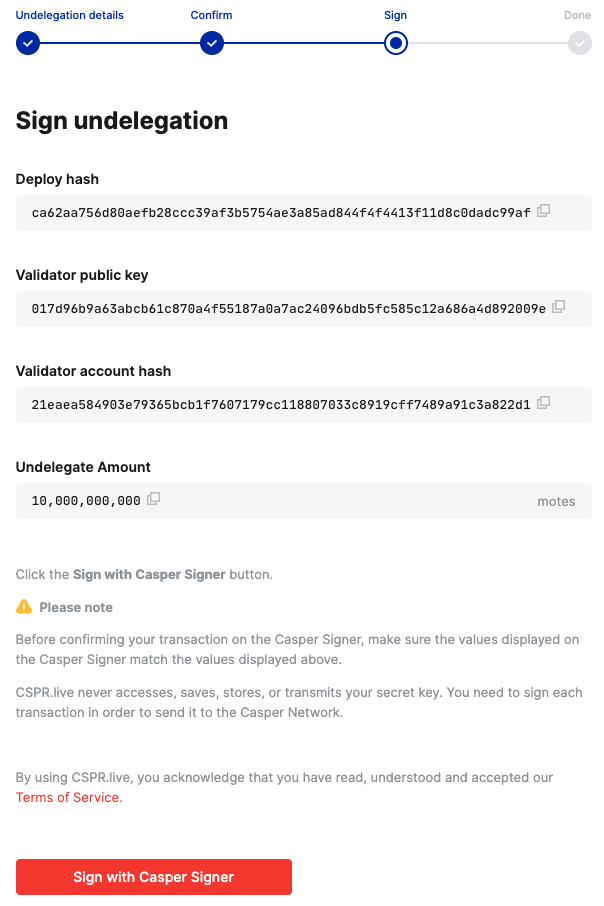 Undelegation details
Confirm
Sign
Done
Sign undelegation
Deploy hash
ca62aa756d80aefb28ccc39af3b5754ae3a85ad844f4f4413f11d8c0dadc99af
Validator public key
017d96b9a63abcb61c870a4f55187a0a7ac24096bdb5fc585c12a686a4d892009e
Validator account hash
21eaea584903e79365bcb1f7607179cc118807033c8919cff7489a91c3a822d1
Undelegate Amount
10,000,000,000
motes
Click the Sign with Casper Signer button.
Please note
Before confirming your transaction on the Casper Signer, make sure the values displayed on
the Casper Signer match the values displayed above.
CSPR.live never accesses, saves, stores, or transmits your secret key. You need to sign each
transaction in order to send it to the Casper Network.
By using CSPR.live, you acknowledge that you have read, understood and accepted our
Terms of Service.
Sign with Casper Signer